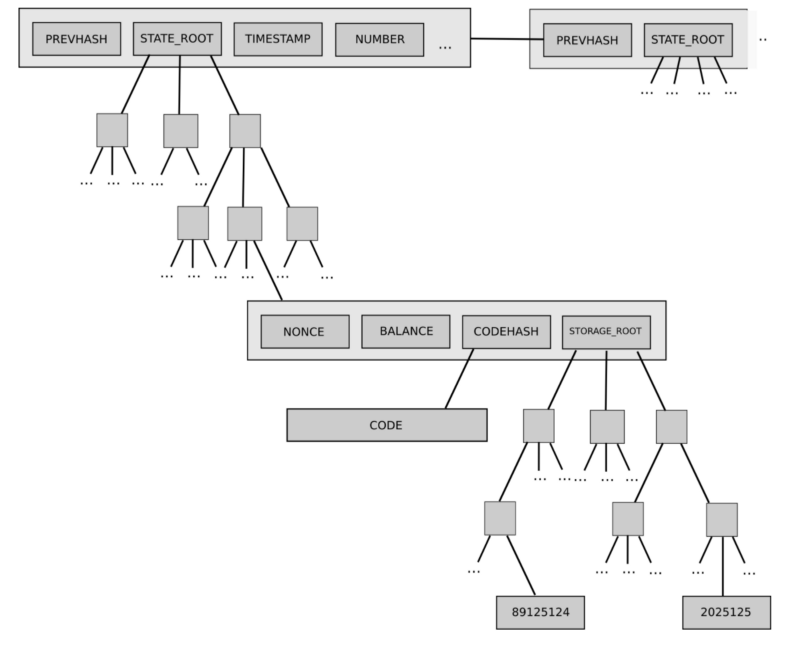 PREVHASH STATE_ROOT TIMESTAMP NUMBER ... PREVHASH STATE_ROOT ..
... ... ... ...
... ... ... ... ...
... ... ... ... ... ... ...
NONCE BALANCE CODEHASH STORAGE_ROOT
CODE
... ... ... ... ...
... ... ... ... ... ...
89125124 2025125